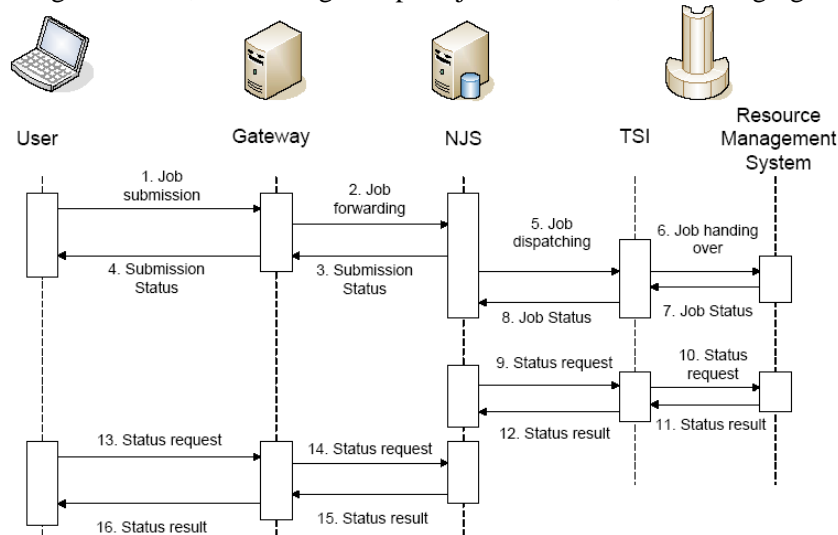 User
Gateway
NJS
TSI
Resource
Management
System
1. Job
submission
2. Job
forwarding
3. Submission
Status
4. Submission
Status
5. Job
dispatching
6. Job handing
over
7. Job Status
8. Job Status
9. Status request
10. Status
request
11. Status result
12. Status result
13. Status request
14. Status request
15. Status result
16. Status result